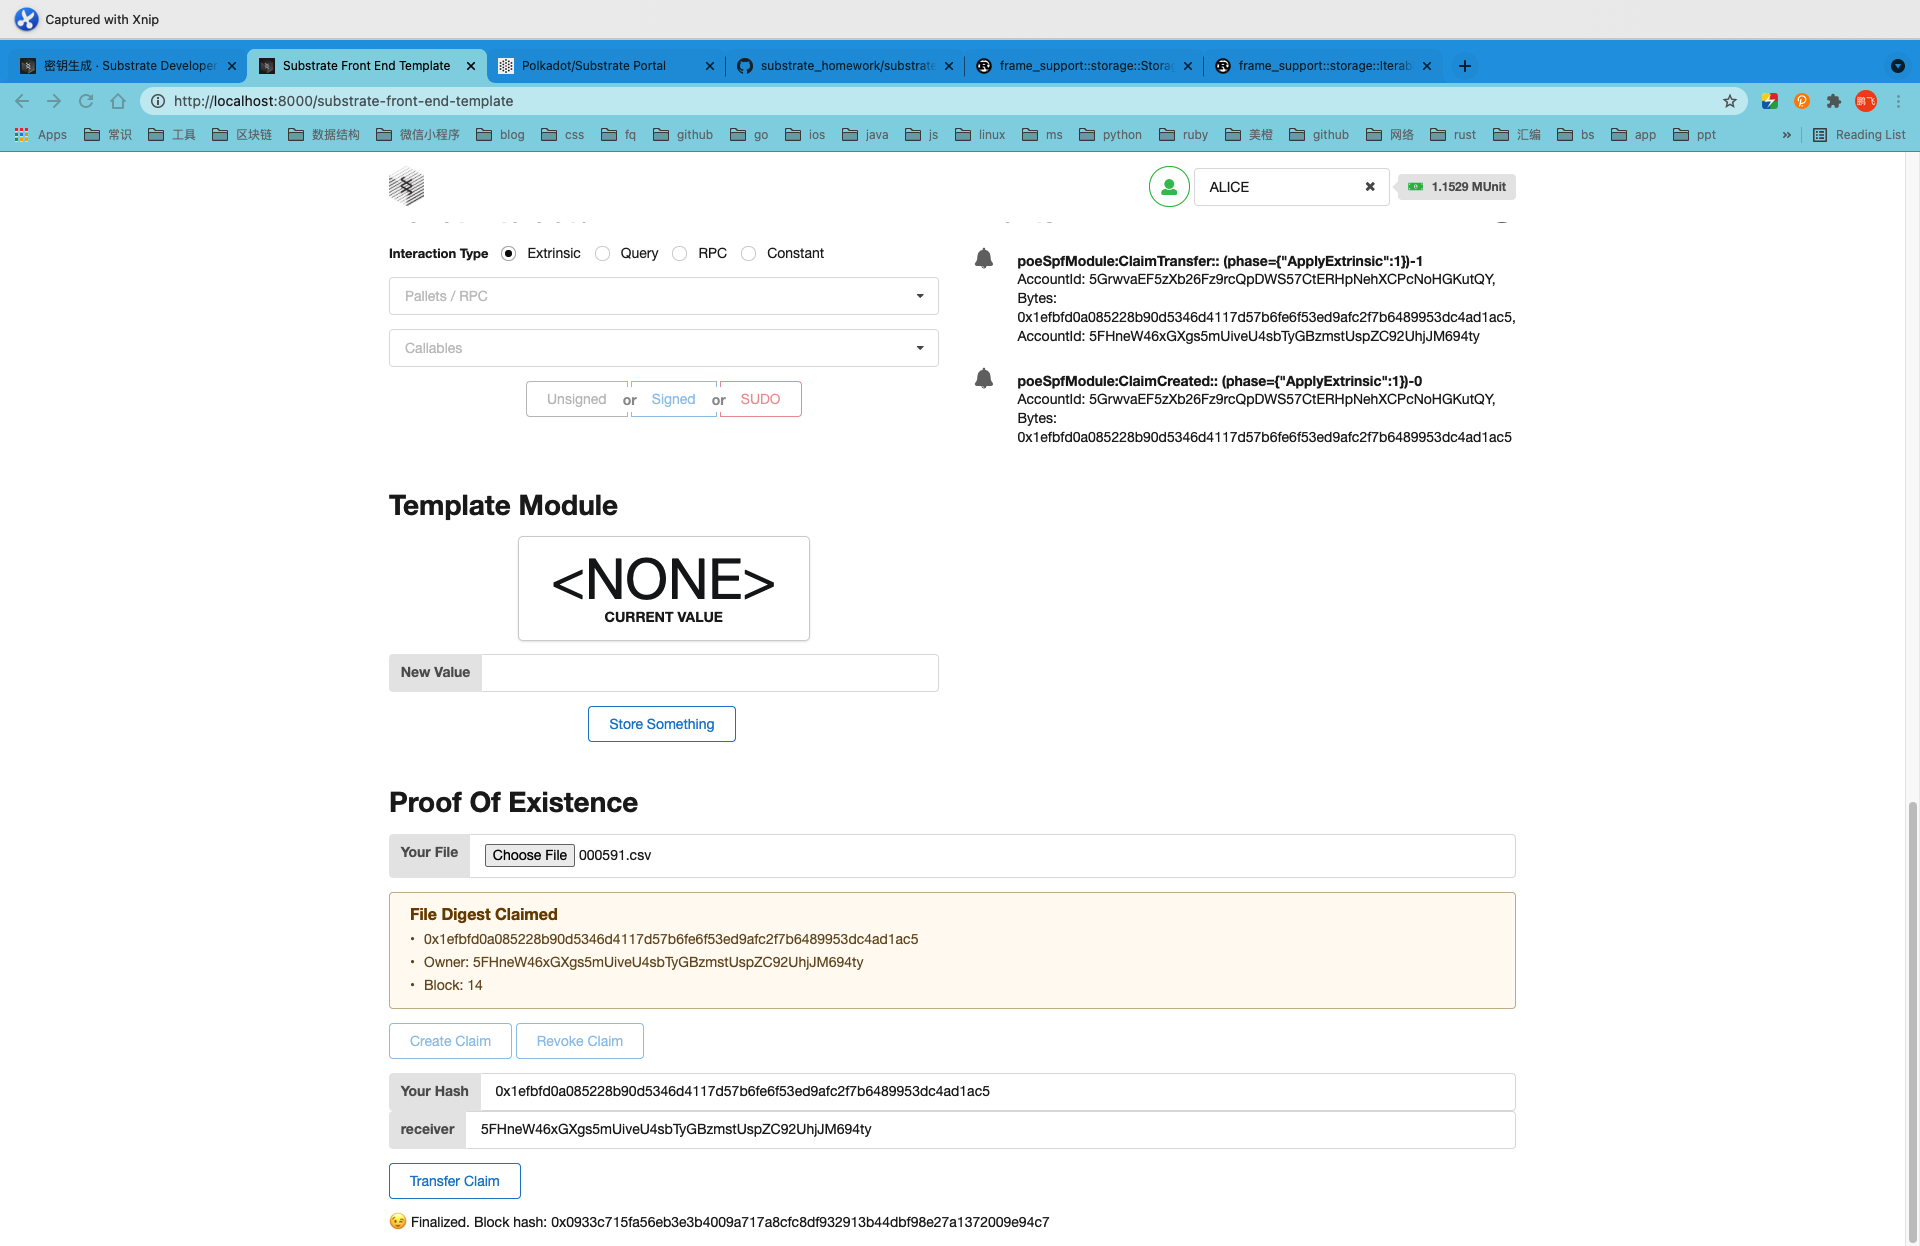 Captured with Xnip
密钥生成 · Substrate Developer
Substrate Front End Template
Polkadot/Substrate Portal
substrate_homework/substrate
frame_support::storage::Storag
frame_support::storage::Iterab
http://localhost:8000/substrate-front-end-template
鹏飞
Apps 常识 工具 区块链 数据结构 微信小程序 blog css fq github go ios java js linux ms python ruby 美橙 github 网络 rust 汇编 bs app ppt » Reading List
ALICE
1.1529 MUnit
Interaction Type Extrinsic Query RPC Constant
Pallets / RPC
Callables
Unsigned or Signed or SUDO
poeSpfModule:ClaimTransfer:: (phase={"ApplyExtrinsic":1})-1
AccountId: 5GrwvaEF5zXb26Fz9rcQpDWS57CtERHpNehXCPcNoHGKutQY,
Bytes:
0x1efbfd0a085228b90d5346d4117d57b6fe6f53ed9afc2f7b6489953dc4ad1ac5,
AccountId: 5FHneW46xGXgs5mUiveU4sbTyGBzmstUspZC92UhjJM694ty
poeSpfModule:ClaimCreated:: (phase={"ApplyExtrinsic":1})-0
AccountId: 5GrwvaEF5zXb26Fz9rcQpDWS57CtERHpNehXCPcNoHGKutQY,
Bytes:
0x1efbfd0a085228b90d5346d4117d57b6fe6f53ed9afc2f7b6489953dc4ad1ac5
Template Module
<NONE>
CURRENT VALUE
New Value
Store Something
Proof Of Existence
Your File Choose File 000591.csv
File Digest Claimed
• 0x1efbfd0a085228b90d5346d4117d57b6fe6f53ed9afc2f7b6489953dc4ad1ac5
• Owner: 5FHneW46xGXgs5mUiveU4sbTyGBzmstUspZC92UhjJM694ty
• Block: 14
Create Claim Revoke Claim
Your Hash 0x1efbfd0a085228b90d5346d4117d57b6fe6f53ed9afc2f7b6489953dc4ad1ac5
receiver 5FHneW46xGXgs5mUiveU4sbTyGBzmstUspZC92UhjJM694ty
Transfer Claim
😉 Finalized. Block hash: 0x0933c715fa56eb3e3b4009a717a8cfc8df932913b44dbf98e27a1372009e94c7